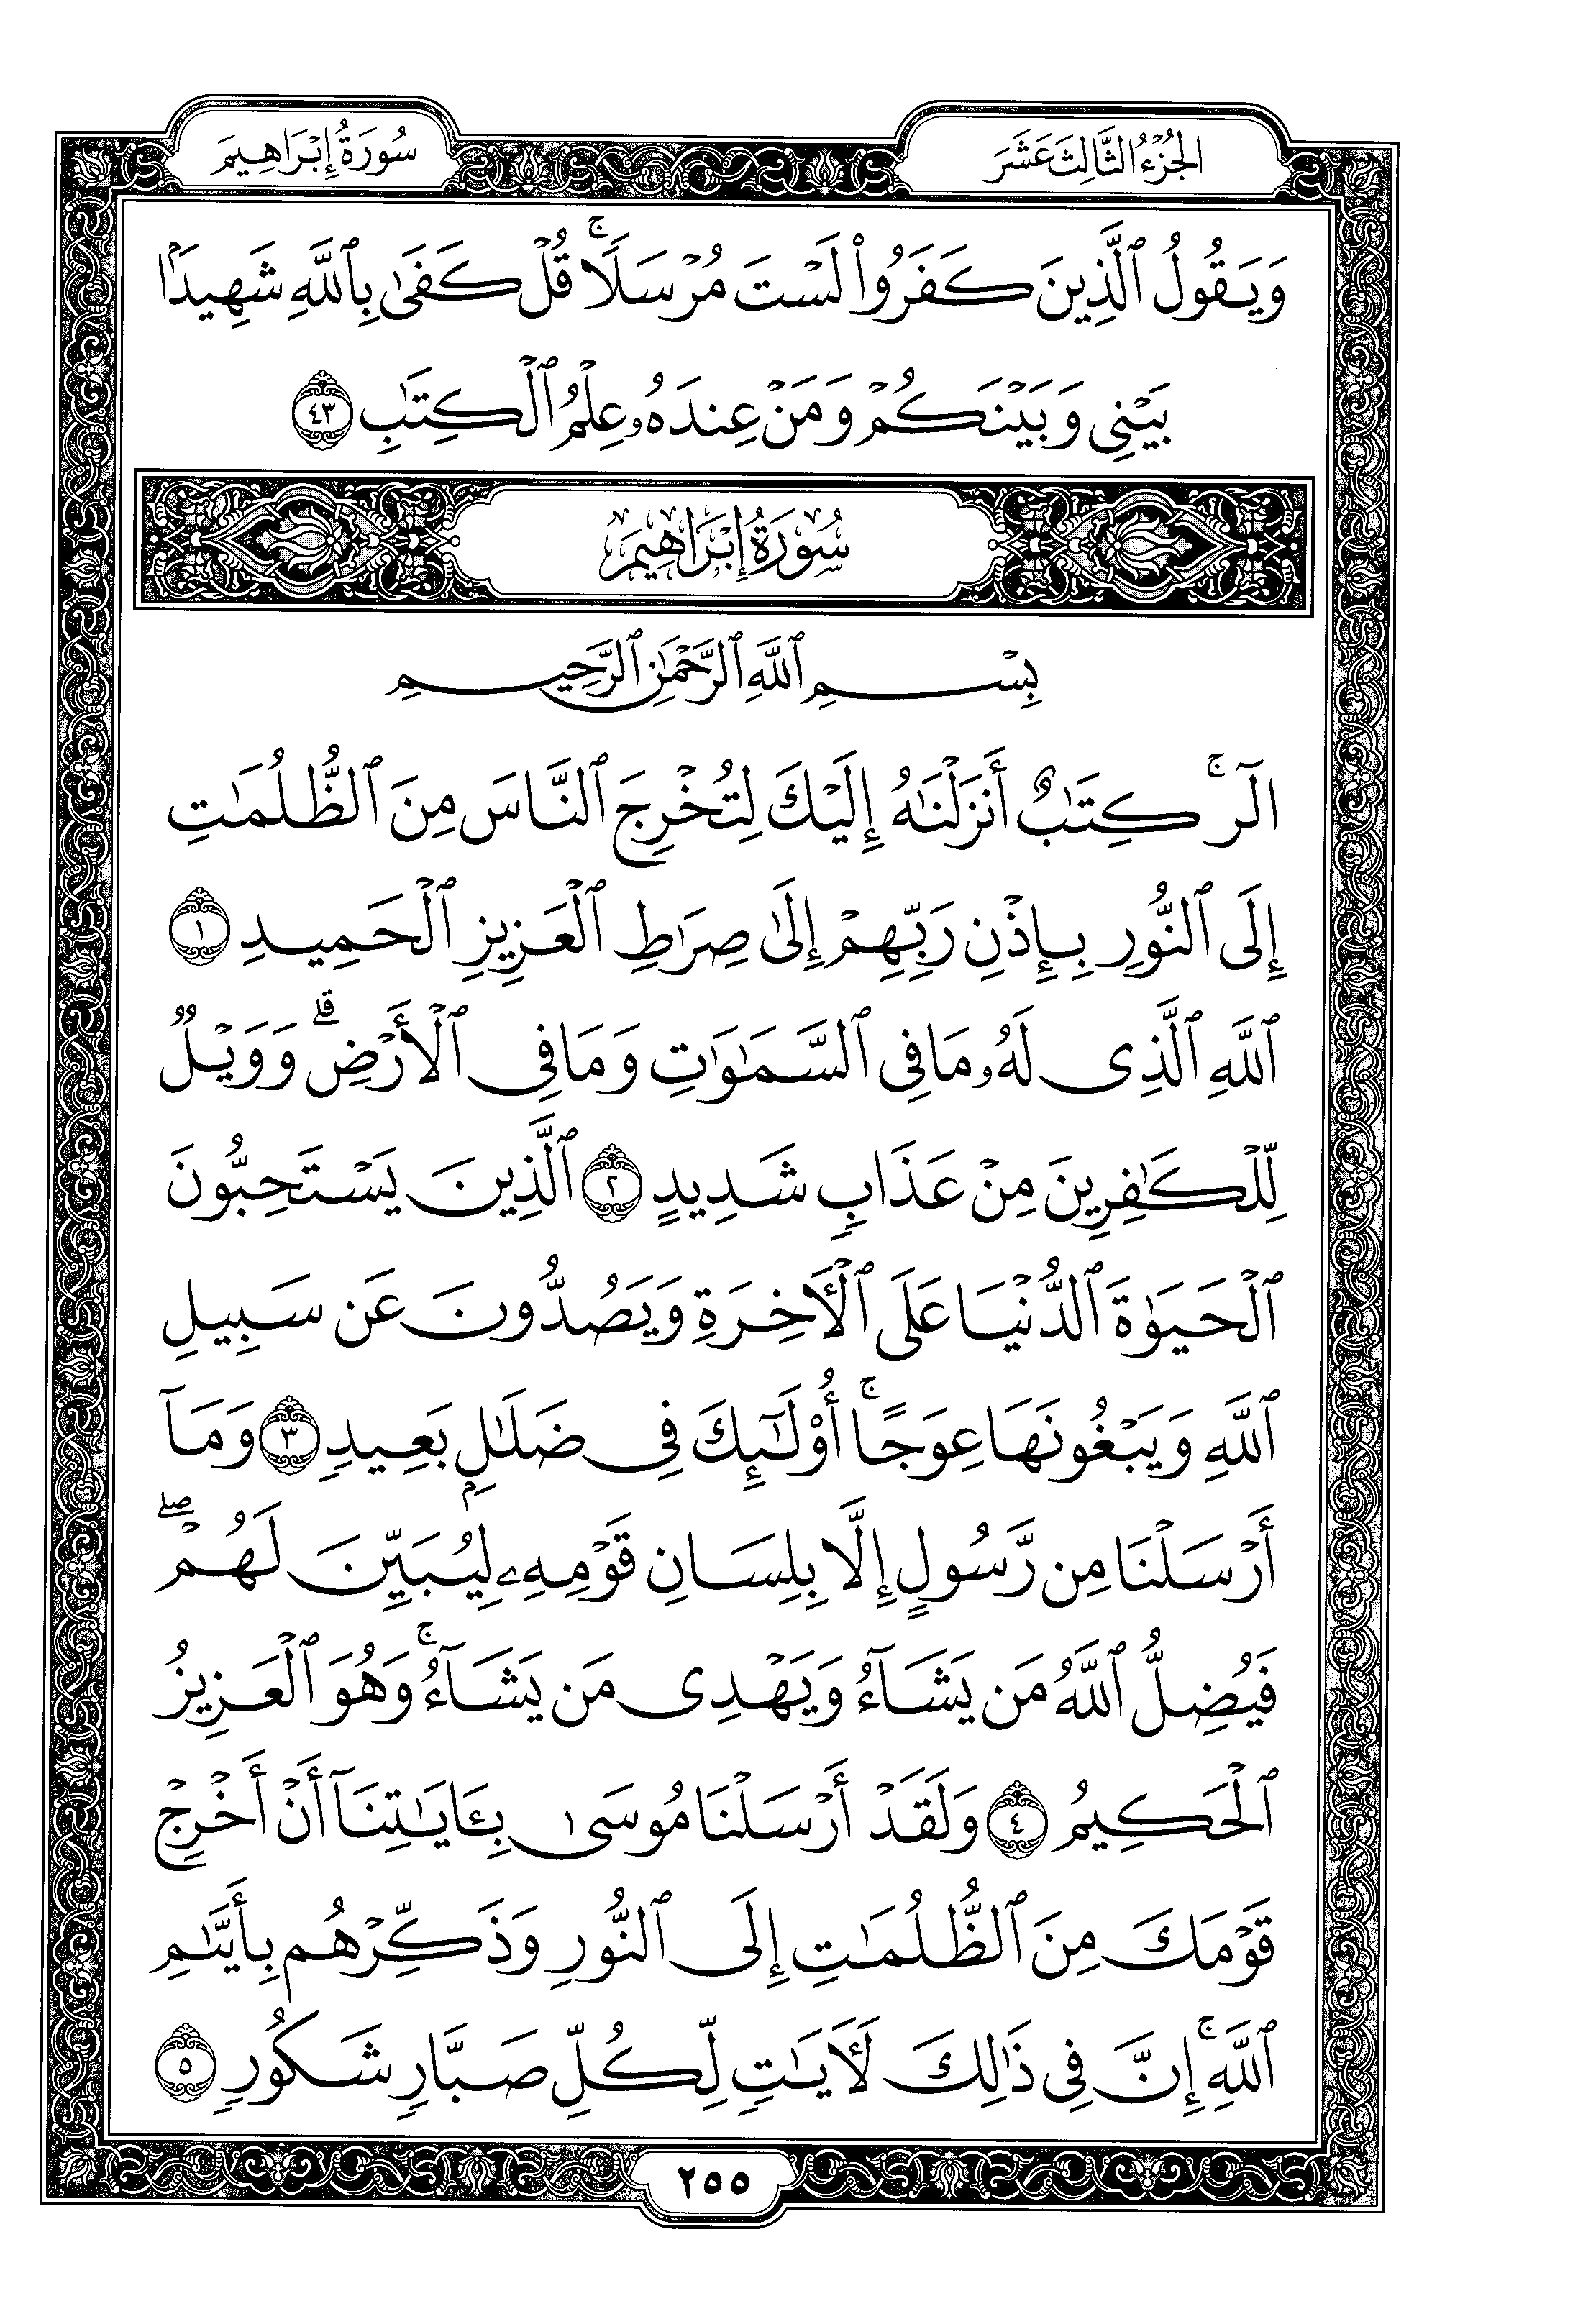 الجُزْءُ الثَّالِثَ عَشَرَ
سُورَةُ إِبْرَاهِيمَ
وَيَقُولُ ٱلَّذِينَ كَفَرُوا۟ لَسْتَ مُرْسَلًا ۚ قُلْ كَفَىٰ بِٱللَّهِ شَهِيدًۢا
بَيْنِى وَبَيْنَكُمْ وَمَنْ عِندَهُۥ عِلْمُ ٱلْكِتَٰبِ ٤٣
سُورَةُ إِبْرَاهِيمَ
بِسْمِ ٱللَّهِ ٱلرَّحْمَٰنِ ٱلرَّحِيمِ
الٓر ۚ كِتَٰبٌ أَنزَلْنَٰهُ إِلَيْكَ لِتُخْرِجَ ٱلنَّاسَ مِنَ ٱلظُّلُمَٰتِ
إِلَى ٱلنُّورِ بِإِذْنِ رَبِّهِمْ إِلَىٰ صِرَٰطِ ٱلْعَزِيزِ ٱلْحَمِيدِ ١
ٱللَّهِ ٱلَّذِى لَهُۥ مَا فِى ٱلسَّمَٰوَٰتِ وَمَا فِى ٱلْأَرْضِ ۗ وَوَيْلٌ
لِّلْكَٰفِرِينَ مِنْ عَذَابٍ شَدِيدٍ ٢ ٱلَّذِينَ يَسْتَحِبُّونَ
ٱلْحَيَوٰةَ ٱلدُّنْيَا عَلَى ٱلْأَخِرَةِ وَيَصُدُّونَ عَن سَبِيلِ
ٱللَّهِ وَيَبْغُونَهَا عِوَجًا ۚ أُو۟لَٰٓئِكَ فِى ضَلَٰلٍۭ بَعِيدٍ ٣ وَمَآ
أَرْسَلْنَا مِن رَّسُولٍ إِلَّا بِلِسَانِ قَوْمِهِۦ لِيُبَيِّنَ لَهُمْ ۖ
فَيُضِلُّ ٱللَّهُ مَن يَشَآءُ وَيَهْدِى مَن يَشَآءُ ۚ وَهُوَ ٱلْعَزِيزُ
ٱلْحَكِيمُ ٤ وَلَقَدْ أَرْسَلْنَا مُوسَىٰ بِـَٔايَٰتِنَآ أَنْ أَخْرِجْ
قَوْمَكَ مِنَ ٱلظُّلُمَٰتِ إِلَى ٱلنُّورِ وَذَكِّرْهُم بِأَيَّىٰمِ
ٱللَّهِ ۚ إِنَّ فِى ذَٰلِكَ لَأَيَٰتٍ لِّكُلِّ صَبَّارٍ شَكُورٍ ٥
٢٥٥